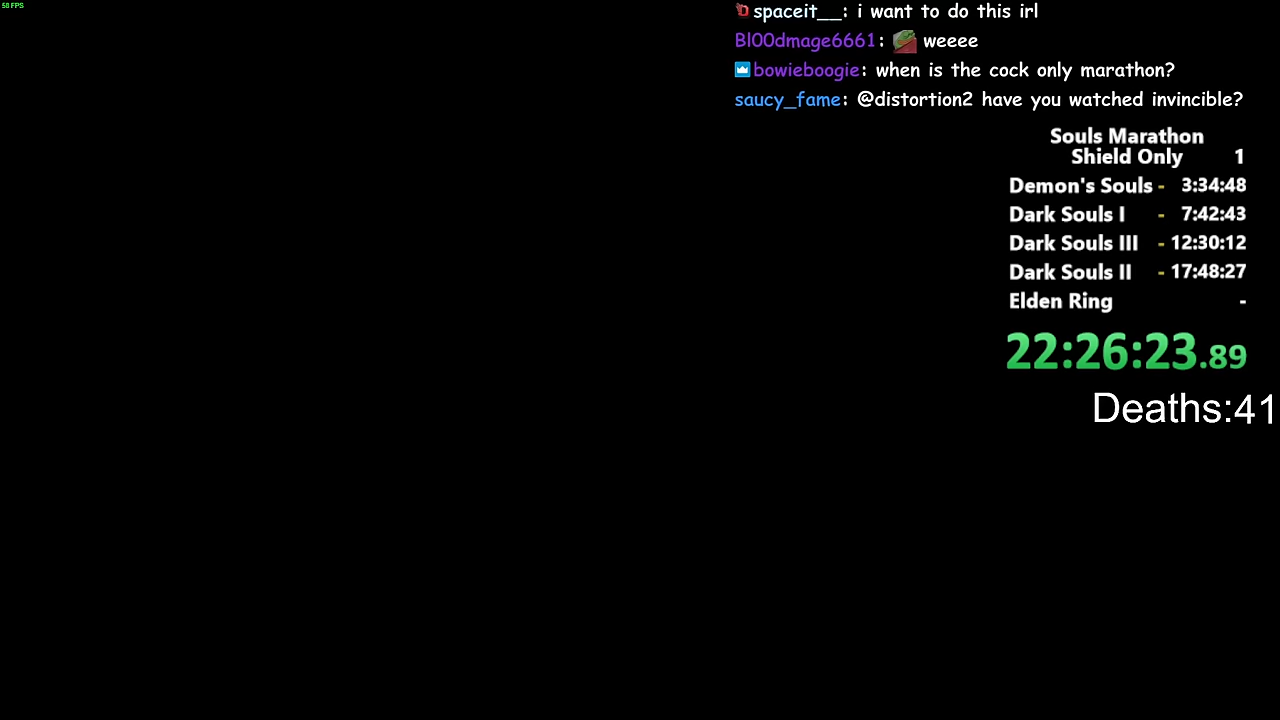 58 FPS
spaceit__: i want to do this irl
Bl00dmage6661: weeee
bowieboogie: when is the cock only marathon?
saucy_fame: @distortion2 have you watched invincible?
Souls Marathon
Shield Only 1
Demon's Souls - 3:34:48
Dark Souls I - 7:42:43
Dark Souls III - 12:30:12
Dark Souls II - 17:48:27
Elden Ring -
22:26:23.89
Deaths:41